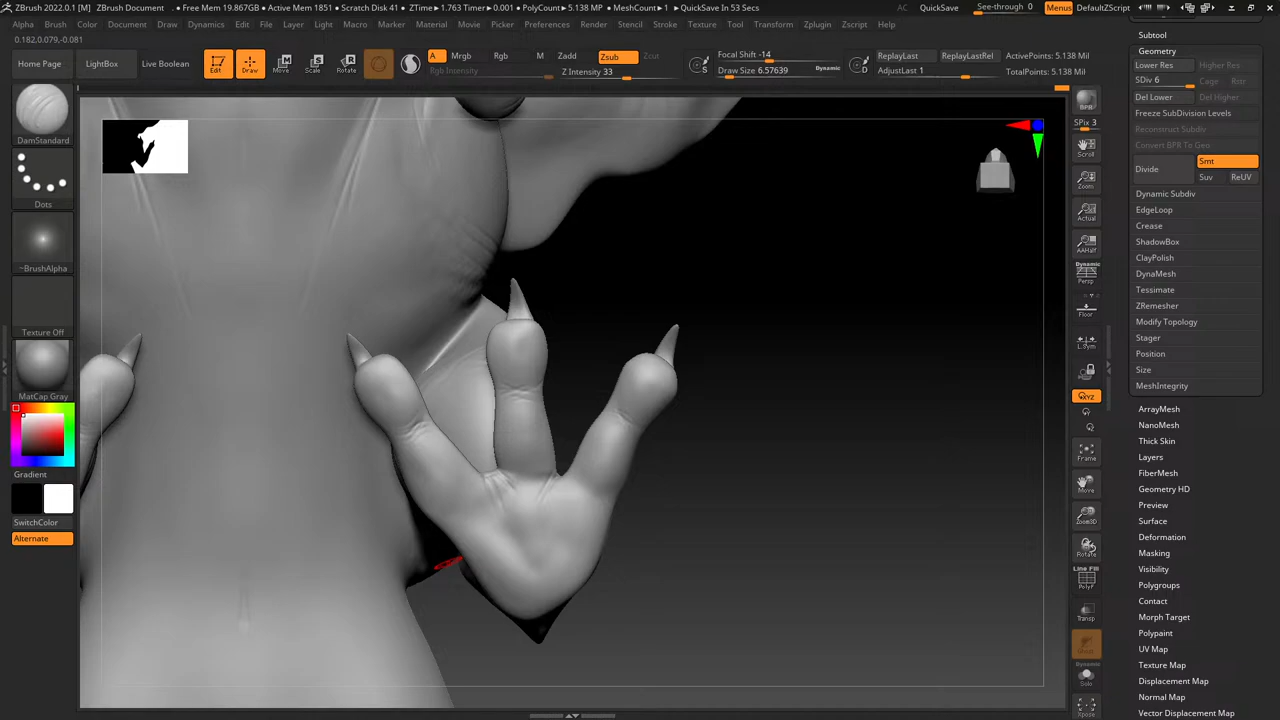 ZBrush 2022.0.1 [M] ZBrush Document . Free Mem 19.867GB • Active Mem 1851 • Scratch Disk 41 • ZTime▸1.763 Timer▸0.001 • PolyCount▸5.138 MP • MeshCount▸1 • QuickSave In 53 Secs AC QuickSave See-through 0 Menus DefaultZScript
Alpha Brush Color Document Draw Dynamics Edit File Layer Light Macro Material Movie Picker Preferences Render Stencil Stroke Texture Tool Transform Zplugin Zscript Help
0.182,0.079,-0.081
Home Page
LightBox
Live Boolean
Edit
Draw
Move
Scale
Rotate
A
Mrgb
Rgb
M
Zadd
Zsub
Zcut
Rgb Intensity
Z Intensity 33
Focal Shift -14
Draw Size 6.57639
Dynamic
ReplayLast
ReplayLastRel
AdjustLast 1
ActivePoints: 5.138 Mil
TotalPoints: 5.138 Mil
DamStandard
Dots
~BrushAlpha
Texture Off
MatCap Gray
Gradient
SwitchColor
Alternate
BPR
SPix 3
Scroll
Zoom
Actual
AAHalf
Dynamic
Persp
Floor
L.Sym
XYZ
Frame
Move
Zoom3D
Rotate
Line Fill
PolyF
Transp
Ghost
Dynamic
Solo
Xpose
Subtool
Geometry
Lower Res
Higher Res
SDiv 6
Cage
Rstr
Del Lower
Del Higher
Freeze SubDivision Levels
Reconstruct Subdiv
Convert BPR To Geo
Divide
Smt
Suv
ReUV
Dynamic Subdiv
EdgeLoop
Crease
ShadowBox
ClayPolish
DynaMesh
Tessimate
ZRemesher
Modify Topology
Stager
Position
Size
MeshIntegrity
ArrayMesh
NanoMesh
Thick Skin
Layers
FiberMesh
Geometry HD
Preview
Surface
Deformation
Masking
Visibility
Polygroups
Contact
Morph Target
Polypaint
UV Map
Texture Map
Displacement Map
Normal Map
Vector Displacement Map